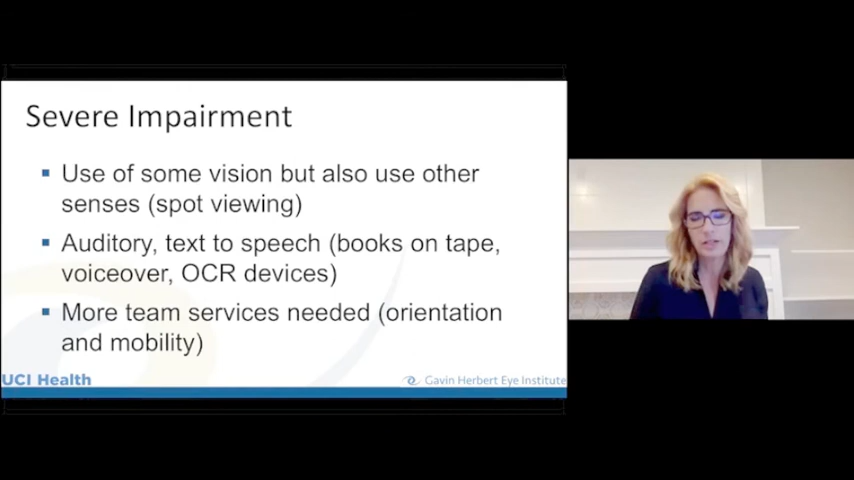 Severe Impairment
Use of some vision but also use other
senses (spot viewing)
Auditory, text to speech (books on tape,
voiceover, OCR devices)
More team services needed (orientation
and mobility)
UCI Health
Gavin Herbert Eye Institute